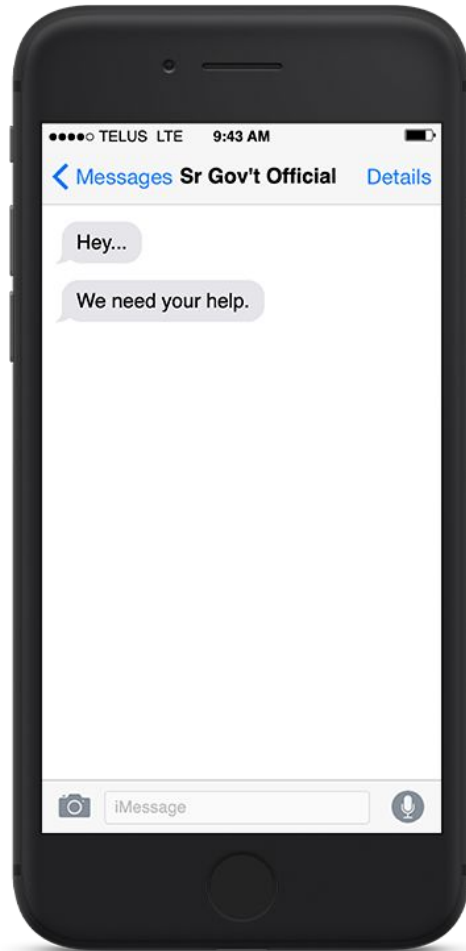 TELUS LTE 9:43 AM
Messages Sr Gov't Official Details
Hey...
We need your help.
iMessage